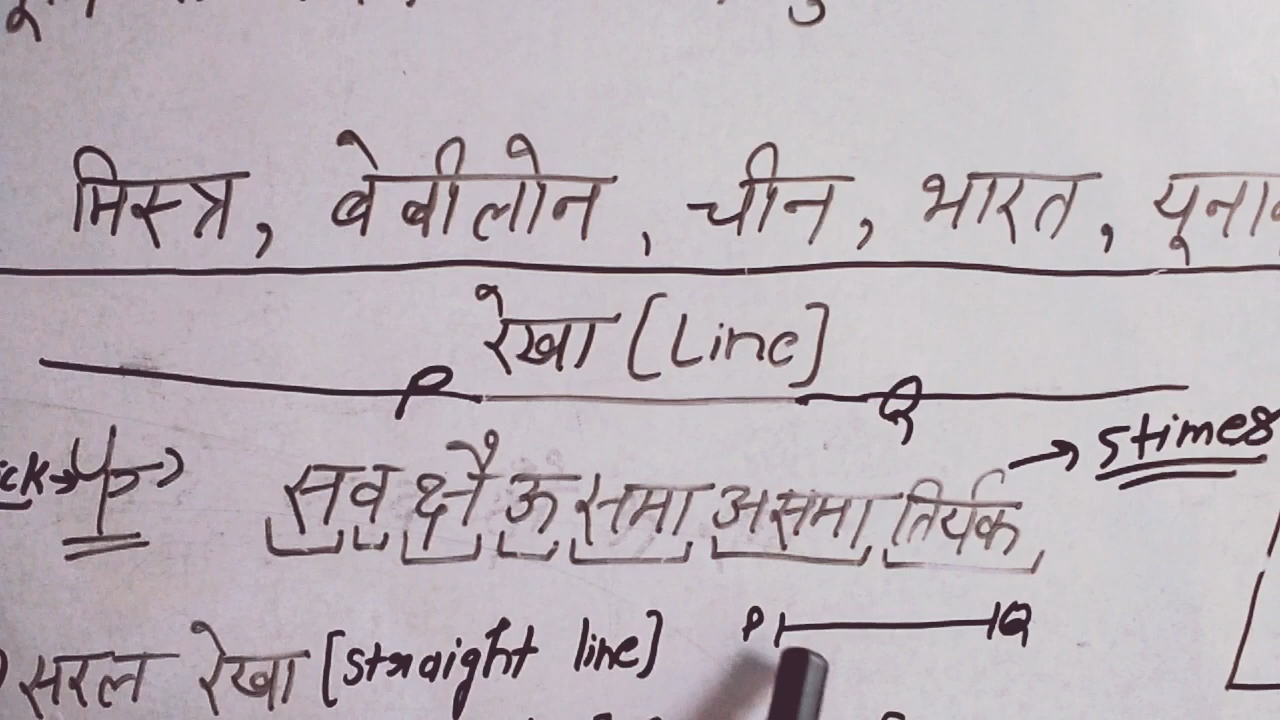 मिस्त्र, बेबीलोन, चीन, भारत,
रेखा [Line]
P Q
सव क्षै ऊ समा असमा तिर्यक → 5times
सरल रेखा [straight line] P Q